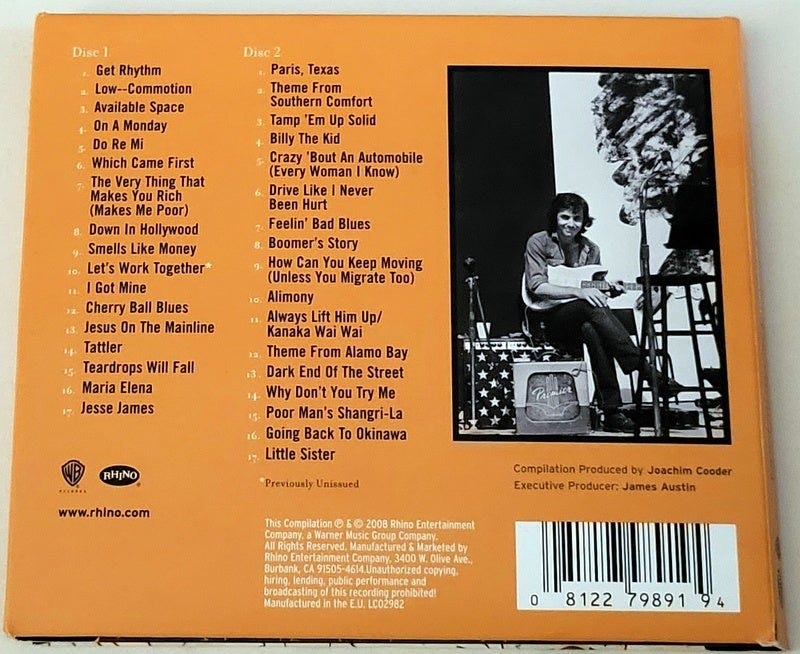 Disc 1
1. Get Rhythm
2. Low--Commotion
3. Available Space
4. On A Monday
5. Do Re Mi
6. Which Came First
7. The Very Thing That
Makes You Rich
(Makes Me Poor)
8. Down In Hollywood
9. Smells Like Money
10. Let's Work Together*
11. I Got Mine
12. Cherry Ball Blues
13. Jesus On The Mainline
14. Tattler
15. Teardrops Will Fall
16. Maria Elena
17. Jesse James
Disc 2
1. Paris, Texas
2. Theme From
Southern Comfort
3. Tamp 'Em Up Solid
4. Billy The Kid
5. Crazy 'Bout An Automobile
(Every Woman I Know)
6. Drive Like I Never
Been Hurt
7. Feelin' Bad Blues
8. Boomer's Story
9. How Can You Keep Moving
(Unless You Migrate Too)
10. Alimony
11. Always Lift Him Up/
Kanaka Wai Wai
12. Theme From Alamo Bay
13. Dark End Of The Street
14. Why Don't You Try Me
15. Poor Man's Shangri-La
16. Going Back To Okinawa
17. Little Sister
*Previously Unissued
Premier
WB
RECORDS
RHINO
www.rhino.com
Compilation Produced by Joachim Cooder
Executive Producer: James Austin
This Compilation ℗ & © 2008 Rhino Entertainment
Company, a Warner Music Group Company.
All Rights Reserved. Manufactured & Marketed by
Rhino Entertainment Company, 3400 W. Olive Ave.,
Burbank, CA 91505-4614.Unauthorized copying,
hiring, lending, public performance and
broadcasting of this recording prohibited!
Manufactured in the E.U. LC02982
0 8122 79891 9 4